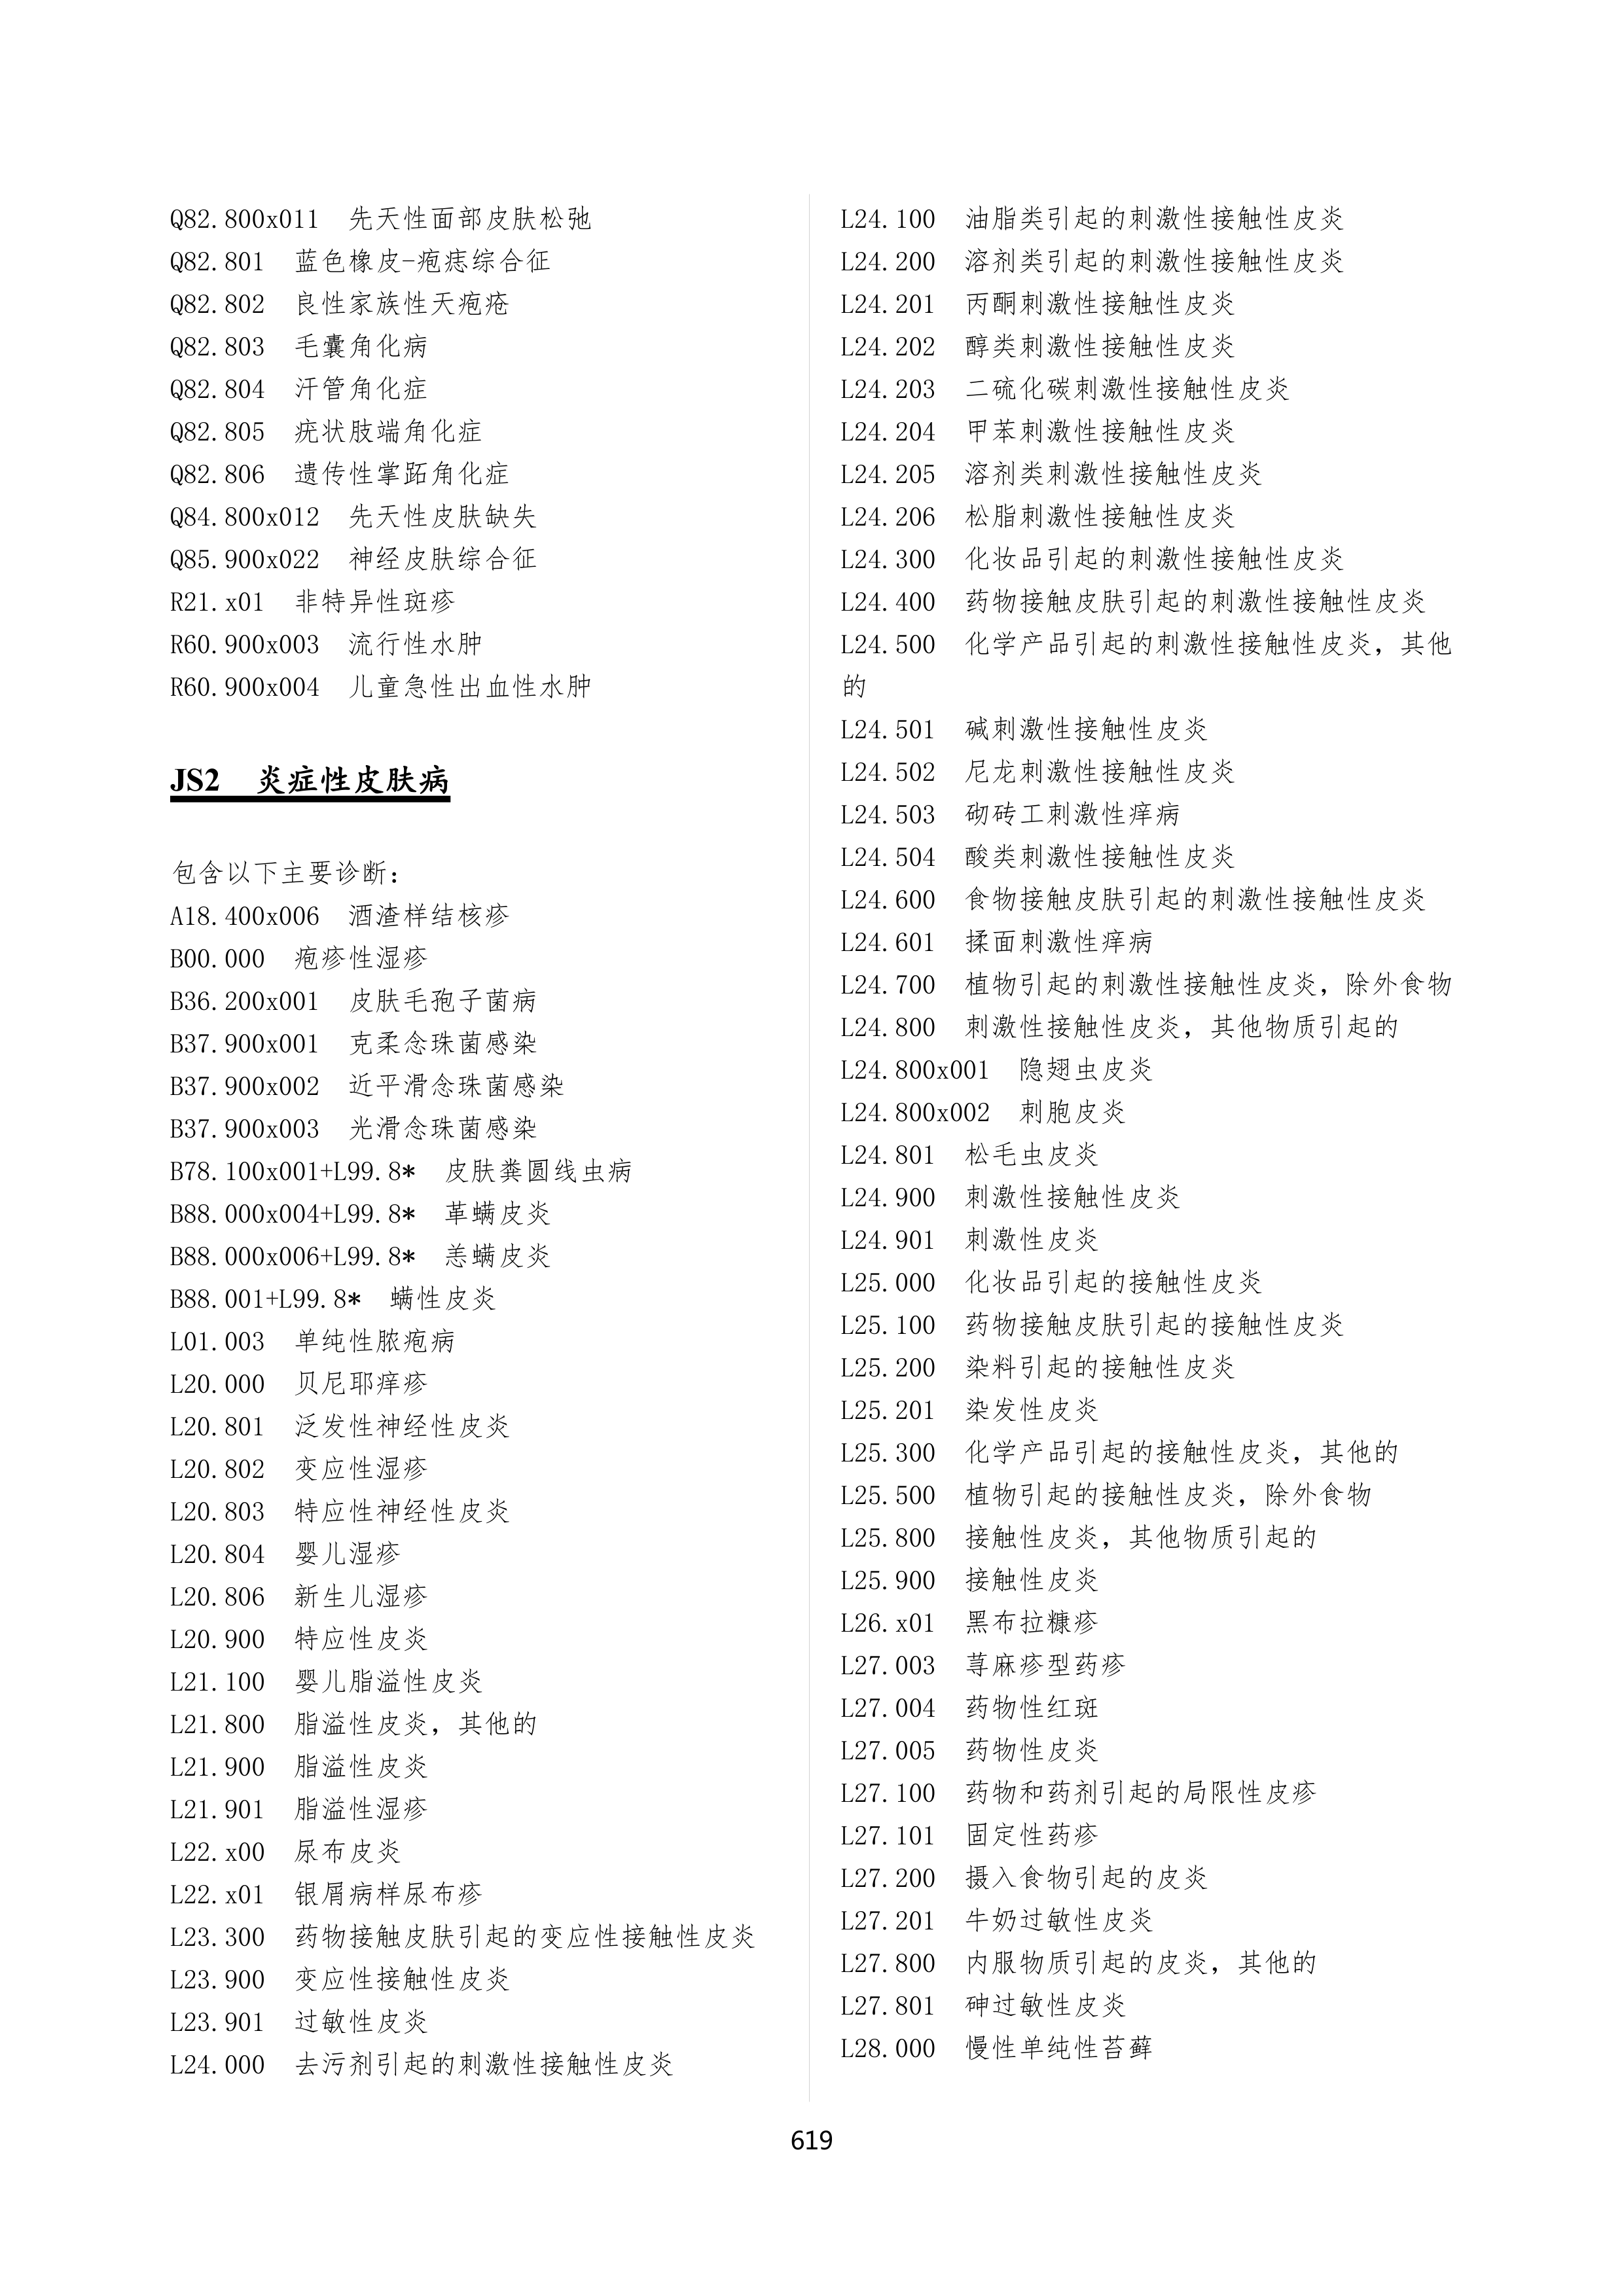 Q82.800x011 先天性面部皮肤松弛
Q82.801 蓝色橡皮-疱痣综合征
Q82.802 良性家族性天疱疮
Q82.803 毛囊角化病
Q82.804 汗管角化症
Q82.805 疣状肢端角化症
Q82.806 遗传性掌跖角化症
Q84.800x012 先天性皮肤缺失
Q85.900x022 神经皮肤综合征
R21.x01 非特异性斑疹
R60.900x003 流行性水肿
R60.900x004 儿童急性出血性水肿
JS2 炎症性皮肤病
包含以下主要诊断：
A18.400x006 酒渣样结核疹
B00.000 疱疹性湿疹
B36.200x001 皮肤毛孢子菌病
B37.900x001 克柔念珠菌感染
B37.900x002 近平滑念珠菌感染
B37.900x003 光滑念珠菌感染
B78.100x001+L99.8* 皮肤粪圆线虫病
B88.000x004+L99.8* 革螨皮炎
B88.000x006+L99.8* 恙螨皮炎
B88.001+L99.8* 螨性皮炎
L01.003 单纯性脓疱病
L20.000 贝尼耶痒疹
L20.801 泛发性神经性皮炎
L20.802 变应性湿疹
L20.803 特应性神经性皮炎
L20.804 婴儿湿疹
L20.806 新生儿湿疹
L20.900 特应性皮炎
L21.100 婴儿脂溢性皮炎
L21.800 脂溢性皮炎，其他的
L21.900 脂溢性皮炎
L21.901 脂溢性湿疹
L22.x00 尿布皮炎
L22.x01 银屑病样尿布疹
L23.300 药物接触皮肤引起的变应性接触性皮炎
L23.900 变应性接触性皮炎
L23.901 过敏性皮炎
L24.000 去污剂引起的刺激性接触性皮炎
L24.100 油脂类引起的刺激性接触性皮炎
L24.200 溶剂类引起的刺激性接触性皮炎
L24.201 丙酮刺激性接触性皮炎
L24.202 醇类刺激性接触性皮炎
L24.203 二硫化碳刺激性接触性皮炎
L24.204 甲苯刺激性接触性皮炎
L24.205 溶剂类刺激性接触性皮炎
L24.206 松脂刺激性接触性皮炎
L24.300 化妆品引起的刺激性接触性皮炎
L24.400 药物接触皮肤引起的刺激性接触性皮炎
L24.500 化学产品引起的刺激性接触性皮炎，其他
的
L24.501 碱刺激性接触性皮炎
L24.502 尼龙刺激性接触性皮炎
L24.503 砌砖工刺激性痒病
L24.504 酸类刺激性接触性皮炎
L24.600 食物接触皮肤引起的刺激性接触性皮炎
L24.601 揉面刺激性痒病
L24.700 植物引起的刺激性接触性皮炎，除外食物
L24.800 刺激性接触性皮炎，其他物质引起的
L24.800x001 隐翅虫皮炎
L24.800x002 刺胞皮炎
L24.801 松毛虫皮炎
L24.900 刺激性接触性皮炎
L24.901 刺激性皮炎
L25.000 化妆品引起的接触性皮炎
L25.100 药物接触皮肤引起的接触性皮炎
L25.200 染料引起的接触性皮炎
L25.201 染发性皮炎
L25.300 化学产品引起的接触性皮炎，其他的
L25.500 植物引起的接触性皮炎，除外食物
L25.800 接触性皮炎，其他物质引起的
L25.900 接触性皮炎
L26.x01 黑布拉糠疹
L27.003 荨麻疹型药疹
L27.004 药物性红斑
L27.005 药物性皮炎
L27.100 药物和药剂引起的局限性皮疹
L27.101 固定性药疹
L27.200 摄入食物引起的皮炎
L27.201 牛奶过敏性皮炎
L27.800 内服物质引起的皮炎，其他的
L27.801 砷过敏性皮炎
L28.000 慢性单纯性苔藓
619